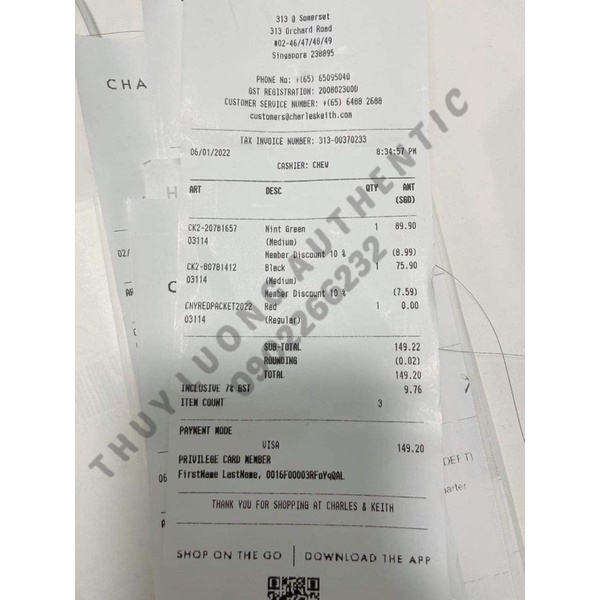 313 @ Somerset
313 Orchard Road
#02-46/47/48/49
Singapore 238895
PHONE No: +(65) 65095040
GST REGISTRATION: 200802300D
CUSTOMER SERVICE NUMBER: +(65) 6488 2688
customers@charleskeith.com
TAX INVOICE NUMBER: 313-00370233
06/01/2022 8:34:57 PM
CASHIER: CHEW
ART DESC QTY AMT
(SGD)
CK2-20781657 Mint Green 1 89.90
03114 (Medium)
Member Discount 10 % (8.99)
CK2-80781412 Black 1 75.90
03114 (Medium)
Member Discount 10 % (7.59)
CNYREDPACKET2022 Red 1 0.00
03114 (Regular)
SUB-TOTAL 149.22
ROUNDING (0.02)
TOTAL 149.20
INCLUSIVE 7% GST 9.76
ITEM COUNT 3
PAYMENT MODE
VISA 149.20
PRIVILEGE CARD MEMBER
FirstName LastName, 0016F00003RFoYqQAL
THANK YOU FOR SHOPPING AT CHARLES & KEITH
SHOP ON THE GO | DOWNLOAD THE APP
CHA
02/
06
THUY LUONG AUTHENTIC